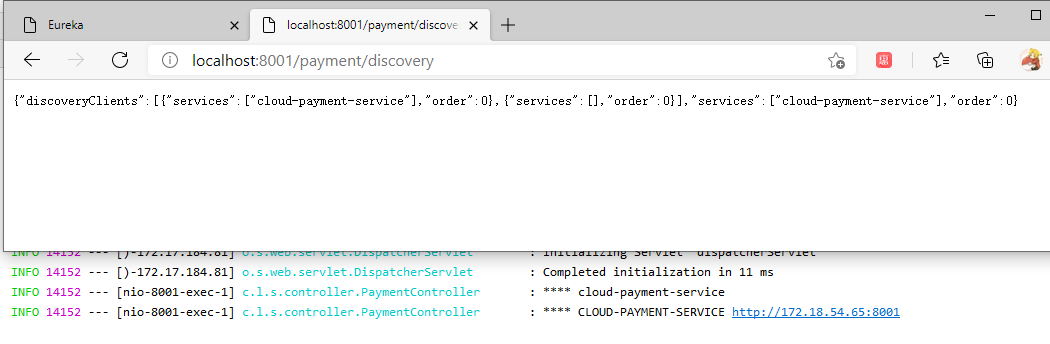 Eureka
localhost:8001/payment/discove
localhost:8001/payment/discovery
{"discoveryClients":[{"services":["cloud-payment-service"],"order":0},{"services":[],"order":0}],"services":["cloud-payment-service"],"order":0}
INFO 14152 --- [)-172.17.184.81] o.s.web.servlet.DispatcherServlet : Initializing Servlet 'dispatcherServlet'
INFO 14152 --- [)-172.17.184.81] o.s.web.servlet.DispatcherServlet : Completed initialization in 11 ms
INFO 14152 --- [nio-8001-exec-1] c.l.s.controller.PaymentController : **** cloud-payment-service
INFO 14152 --- [nio-8001-exec-1] c.l.s.controller.PaymentController : **** CLOUD-PAYMENT-SERVICE http://172.18.54.65:8001